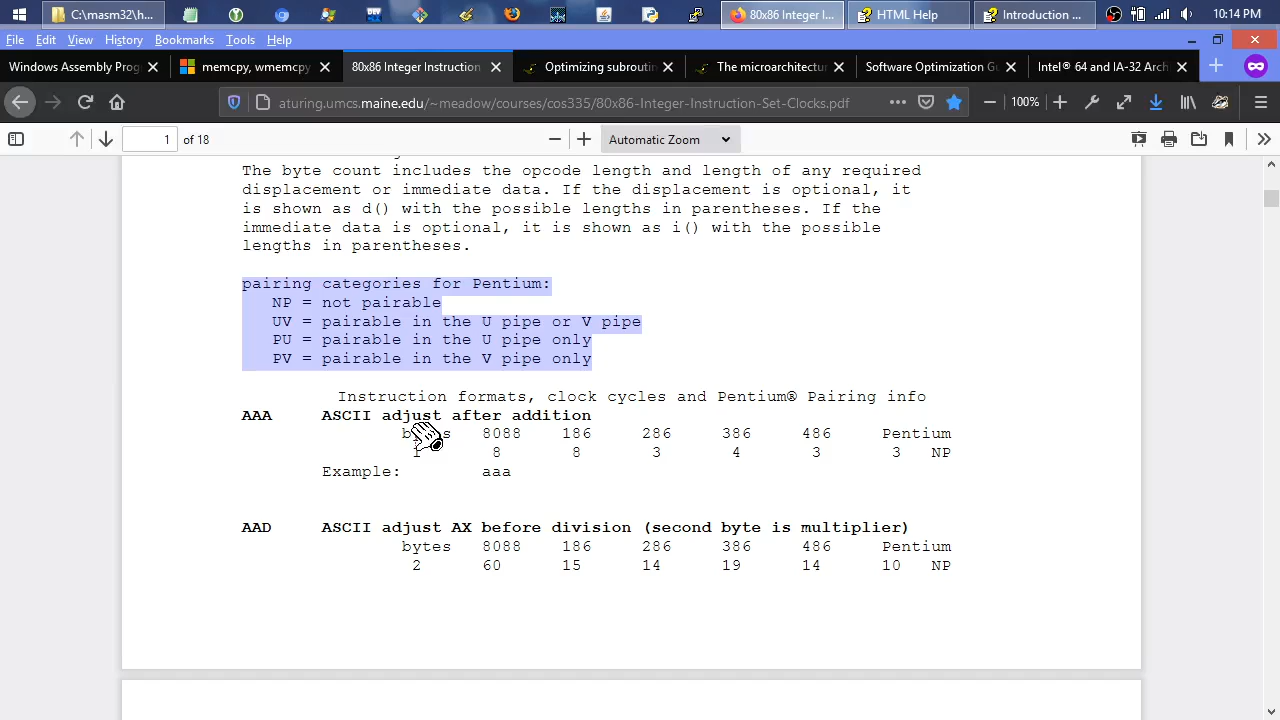 C:\masm32\h...
80x86 Integer I...
HTML Help
Introduction ...
10:14 PM
File Edit View History Bookmarks Tools Help
Windows Assembly Prog
memcpy, wmemcpy
80x86 Integer Instruction
Optimizing subroutin
The microarchitectur
Software Optimization Gu
Intel® 64 and IA-32 Arch
aturing.umcs.maine.edu/~meadow/courses/cos335/80x86-Integer-Instruction-Set-Clocks.pdf
100%
1 of 18
Automatic Zoom
The byte count includes the opcode length and length of any required
displacement or immediate data. If the displacement is optional, it
is shown as d() with the possible lengths in parentheses. If the
immediate data is optional, it is shown as i() with the possible
lengths in parentheses.
pairing categories for Pentium:
NP = not pairable
UV = pairable in the U pipe or V pipe
PU = pairable in the U pipe only
PV = pairable in the V pipe only
Instruction formats, clock cycles and Pentium® Pairing info
AAA ASCII adjust after addition
bytes 8088 186 286 386 486 Pentium
1 8 8 3 4 3 3 NP
Example: aaa
AAD ASCII adjust AX before division (second byte is multiplier)
bytes 8088 186 286 386 486 Pentium
2 60 15 14 19 14 10 NP